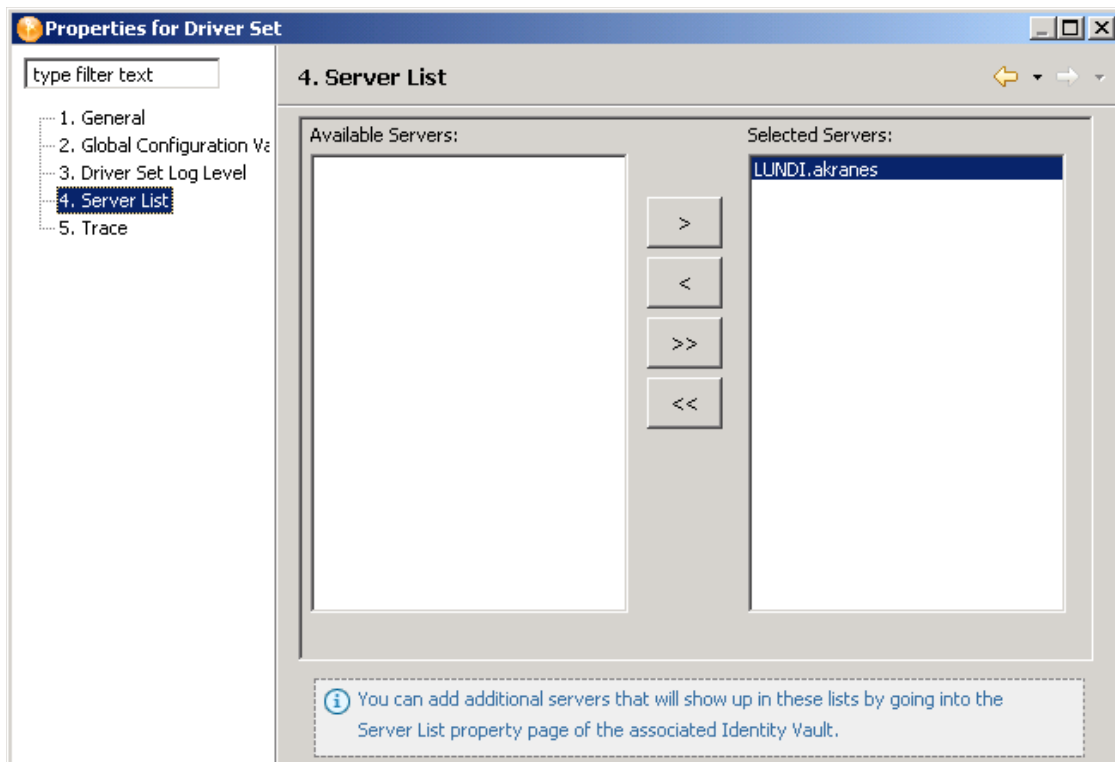 Properties for Driver Set
type filter text
1. General
2. Global Configuration Va
3. Driver Set Log Level
4. Server List
5. Trace
4. Server List
Available Servers:
Selected Servers:
LUNDI.akranes
>
<
>>
<<
You can add additional servers that will show up in these lists by going into the
Server List property page of the associated Identity Vault.